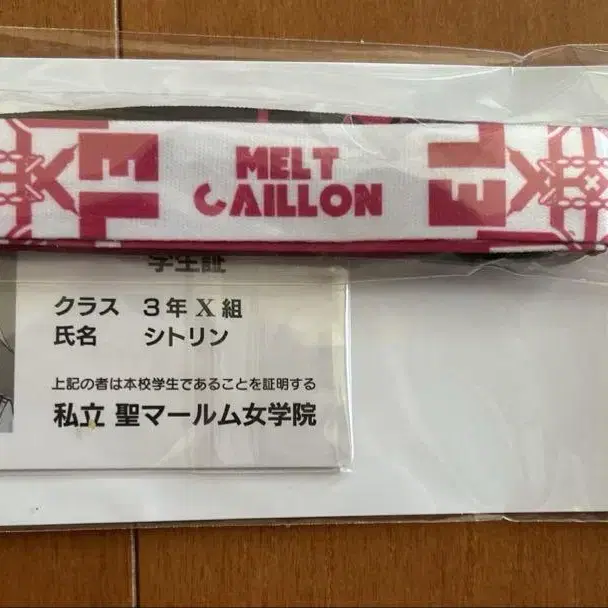 MELT
CAILLON
EL
EL
学生証
クラス 3年 X 組
氏名 シトリン
上記の者は本校学生であることを証明する
私立 聖マールム女学院